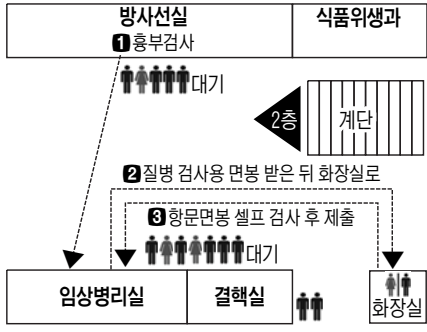 방사선실
식품위생과
1 흉부검사
대기
2층
계단
2 질병 검사용 면봉 받은 뒤 화장실로
3 항문면봉 셀프 검사 후 제출
대기
임상병리실
결핵실
화장실